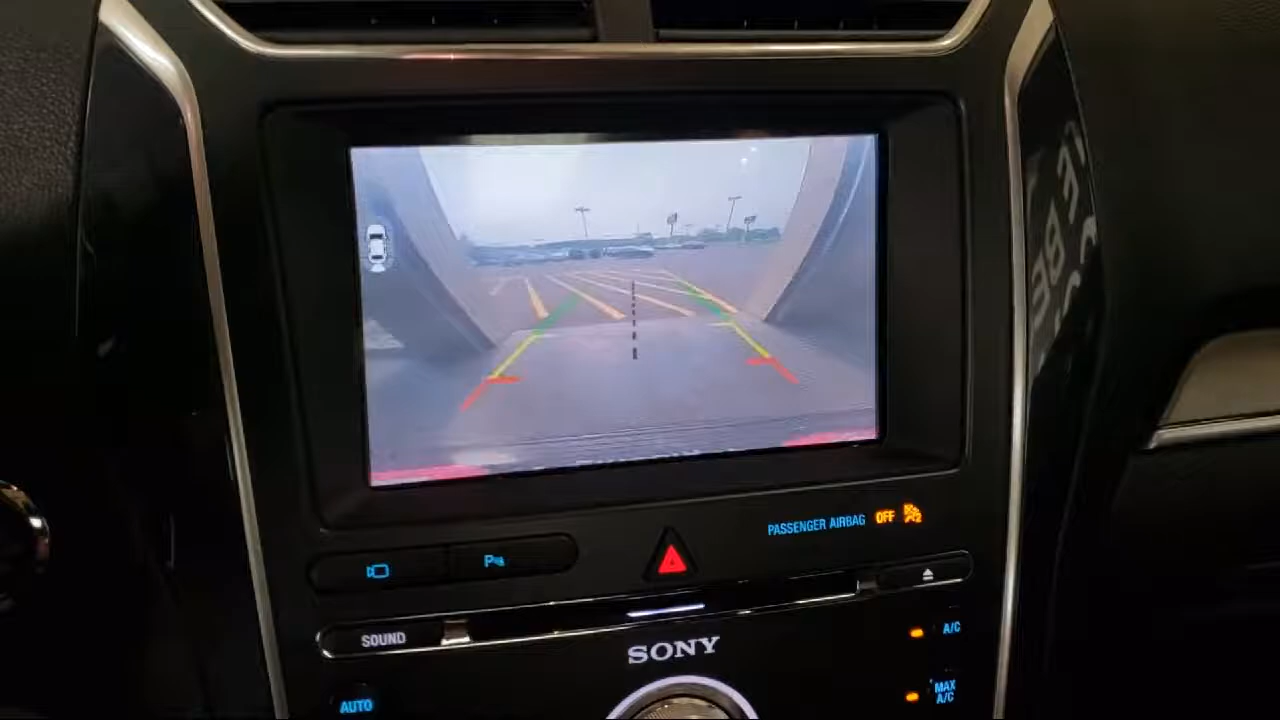 PASSENGER AIRBAG OFF
P
SOUND
SONY
A/C
AUTO
MAX
A/C